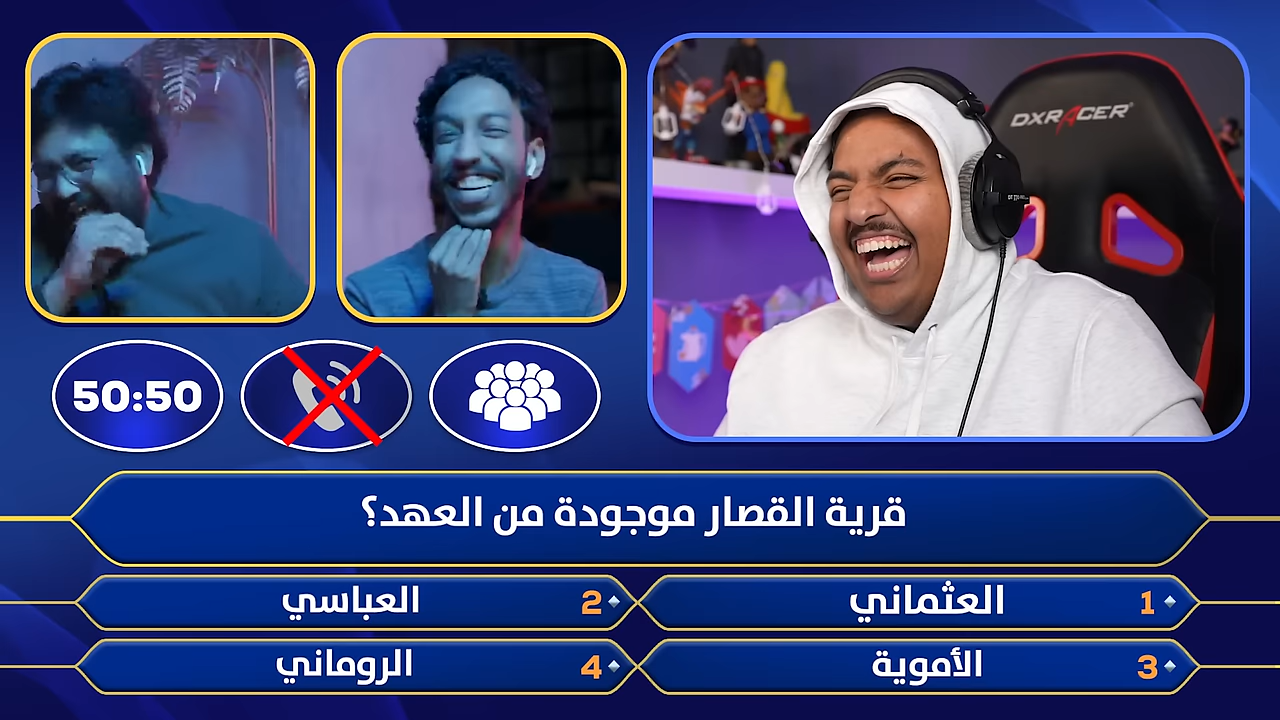 DXRACER
50:50
قرية القصار موجودة من العهد؟
1 العثماني
2 العباسي
3 الأموية
4 الروماني